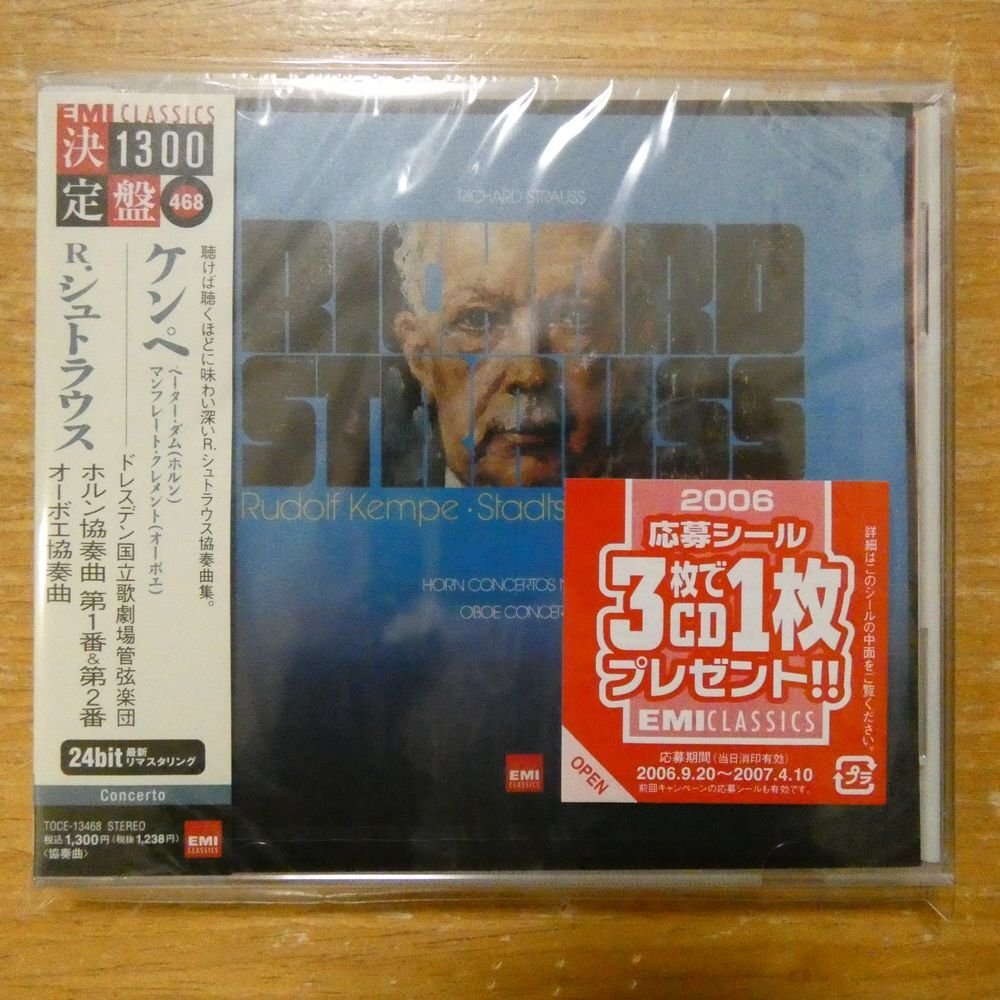 EMI CLASSICS
決定盤
1300
468
聴けば聴くほどに味わい深いR.シュトラウス協奏曲集。
ケンペ
ペーター・ダム(ホルン)
マンフレート・クレメント(オーボエ)
ドレスデン国立歌劇場管弦楽団
R.シュトラウス
ホルン協奏曲 第1番&第2番
オーボエ協奏曲
24bit 最新リマスタリング
Concerto
TOCE-13468 STEREO
税込1,300円(税抜1,238円)
〈協奏曲〉
EMI
CLASSICS
RICHARD STRAUSS
RICHARD
STRAUSS
Rudolf Kempe · Stadts
HORN CONCERTOS N
OBOE CONCER
EMI
CLASSICS
2006
応募シール
3枚で
CD1枚
プレゼント!!
EMI CLASSICS
応募期間(当日消印有効)
2006.9.20～2007.4.10
前回キャンペーンの応募シールも有効です。
OPEN
詳細はこのシールの中面をご覧ください。
プラ